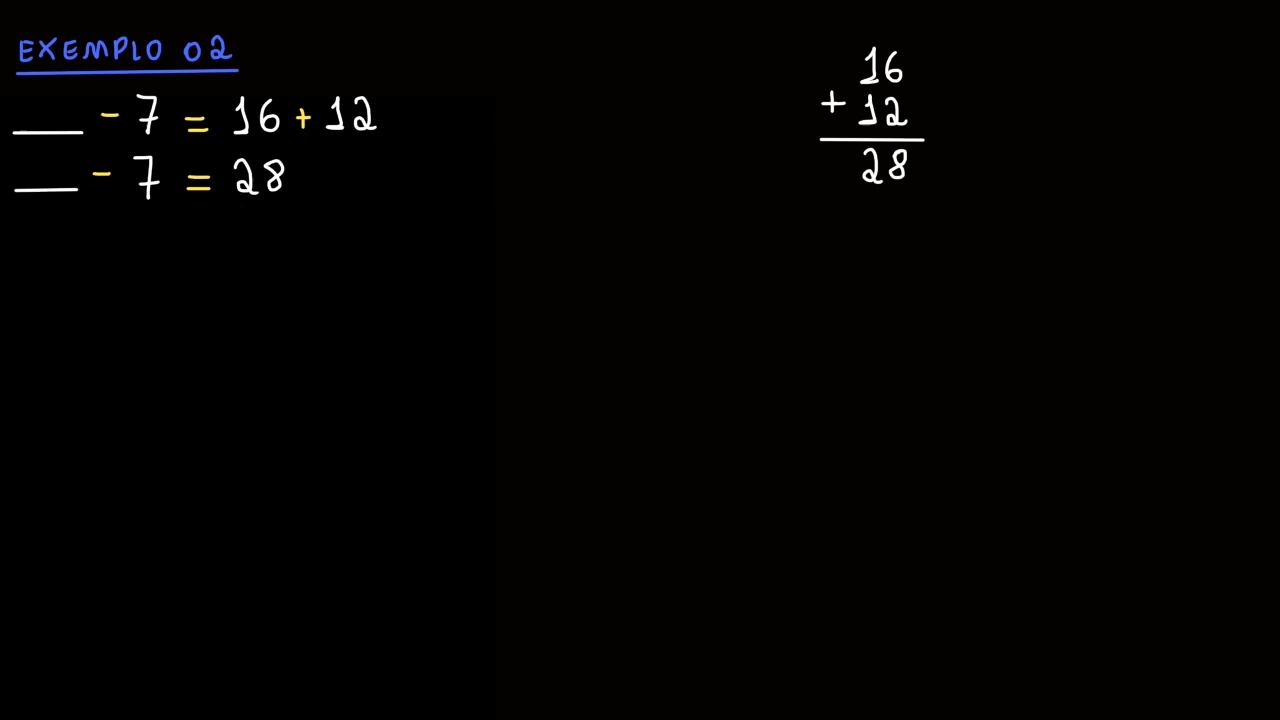 EXEMPLO 02
___ - 7 = 16 + 12
___ - 7 = 28
16
+ 12
28